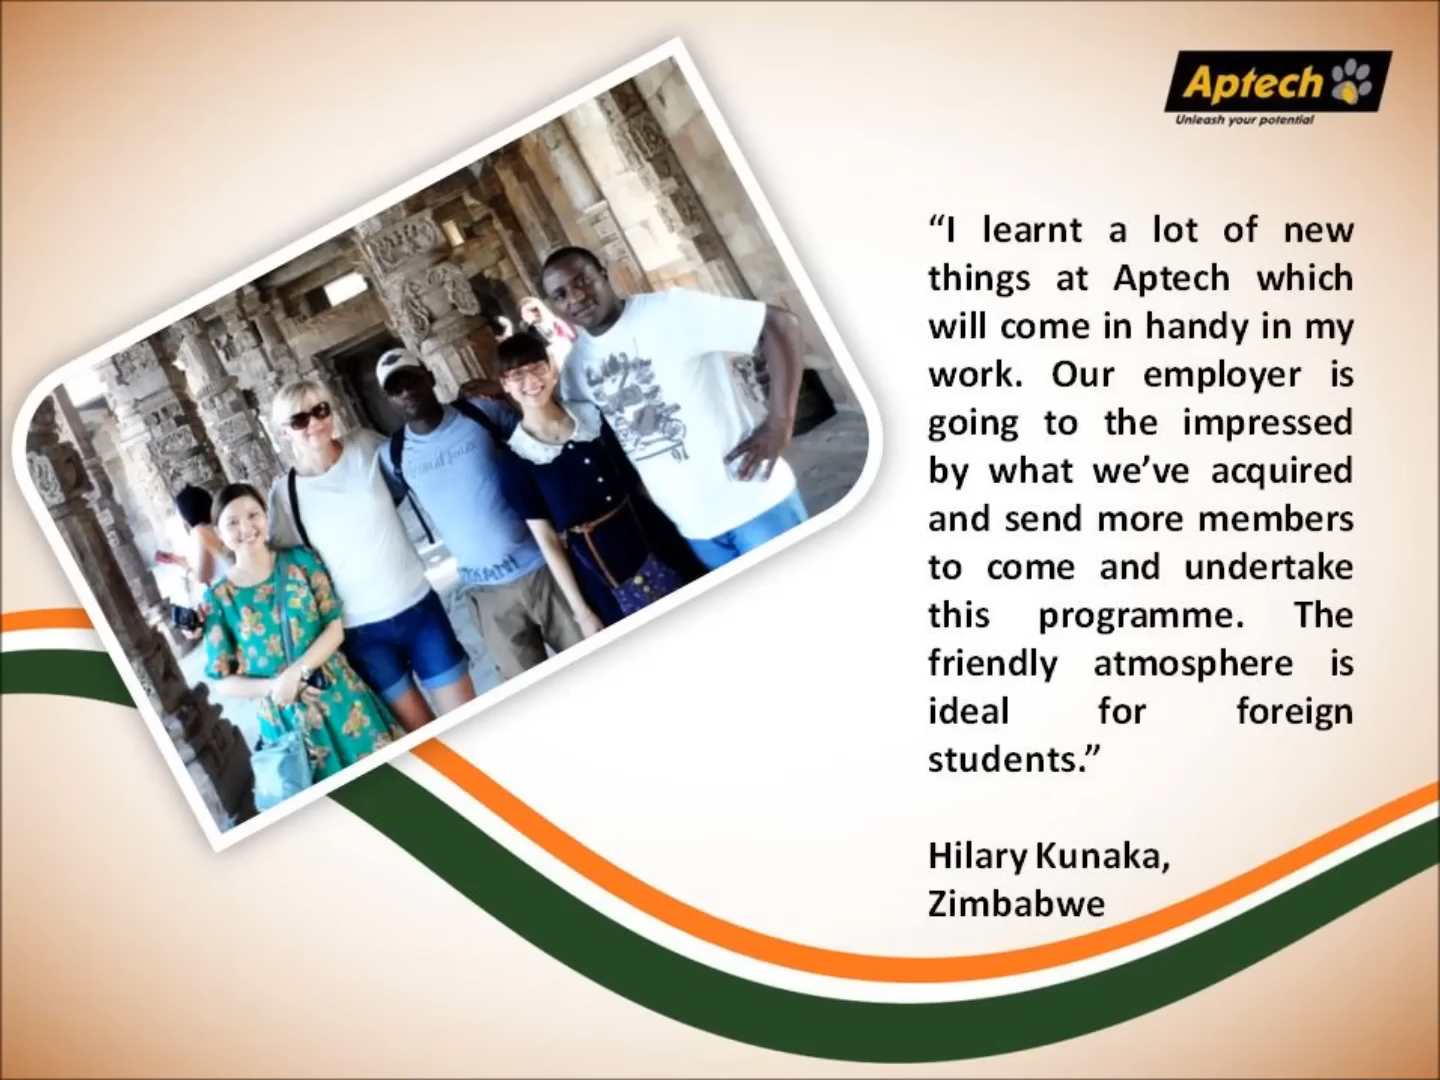 Aptech
Unleash your potential
“I learnt a lot of new
things at Aptech which
will come in handy in my
work. Our employer is
going to the impressed
by what we’ve acquired
and send more members
to come and undertake
this programme. The
friendly atmosphere is
ideal for foreign
students.”
Hilary Kunaka,
Zimbabwe